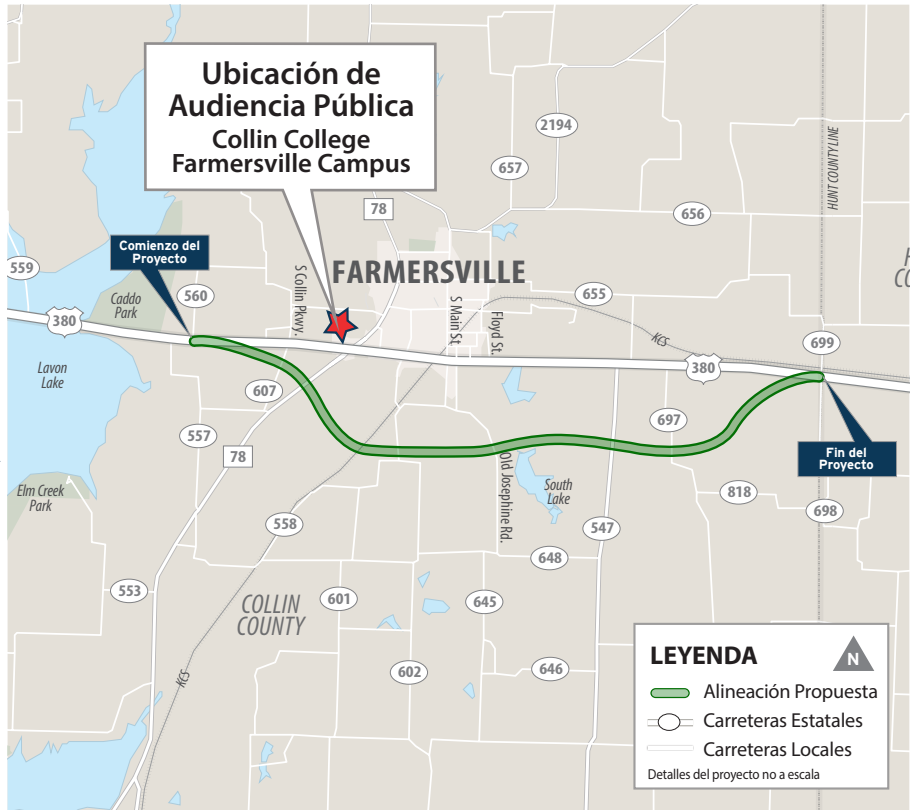 Ubicación de
Audiencia Pública
Collin College
Farmersville Campus
2194
657
78
HUNT COUNTY LINE
656
Comienzo del
Proyecto
559
560
Caddo
Park
S Collin Pkwy.
FARMERSVILLE
655
S Main St.
Floyd St.
KCS
380
699
380
Lavon
Lake
607
697
557
78
Fin del
Proyecto
Elm Creek
Park
558
Old Josephine Rd.
South
Lake
818
547
698
648
553
601
645
COLLIN
COUNTY
602
646
KCS
LEYENDA
N
Alineación Propuesta
Carreteras Estatales
Carreteras Locales
Detalles del proyecto no a escala